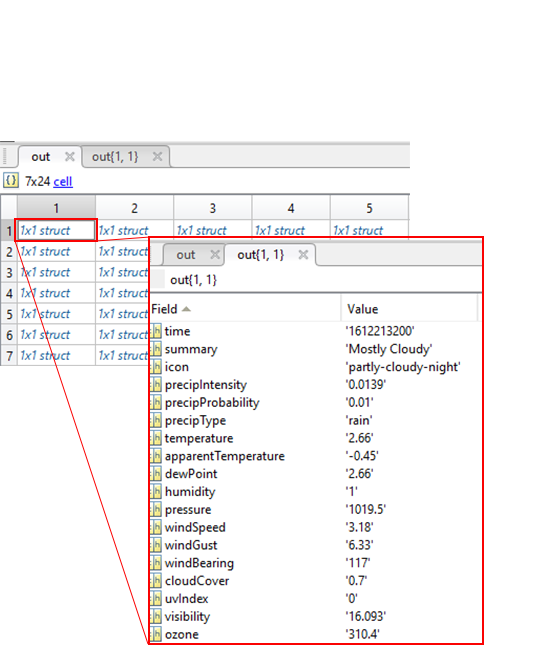 out out{1, 1}
{} 7x24 cell
1 2 3 4 5
1 1x1 struct 1x1 struct 1x1 struct 1x1 struct 1x1 struct
2 1x1 struct 1x1 struct
3 1x1 struct 1x1 struct
4 1x1 struct 1x1 struct
5 1x1 struct 1x1 struct
6 1x1 struct 1x1 struct
7 1x1 struct 1x1 struct
out out{1, 1}
out{1, 1}
Field Value
time '1612213200'
summary 'Mostly Cloudy'
icon 'partly-cloudy-night'
precipIntensity '0.0139'
precipProbability '0.01'
precipType 'rain'
temperature '2.66'
apparentTemperature '-0.45'
dewPoint '2.66'
humidity '1'
pressure '1019.5'
windSpeed '3.18'
windGust '6.33'
windBearing '117'
cloudCover '0.7'
uvIndex '0'
visibility '16.093'
ozone '310.4'